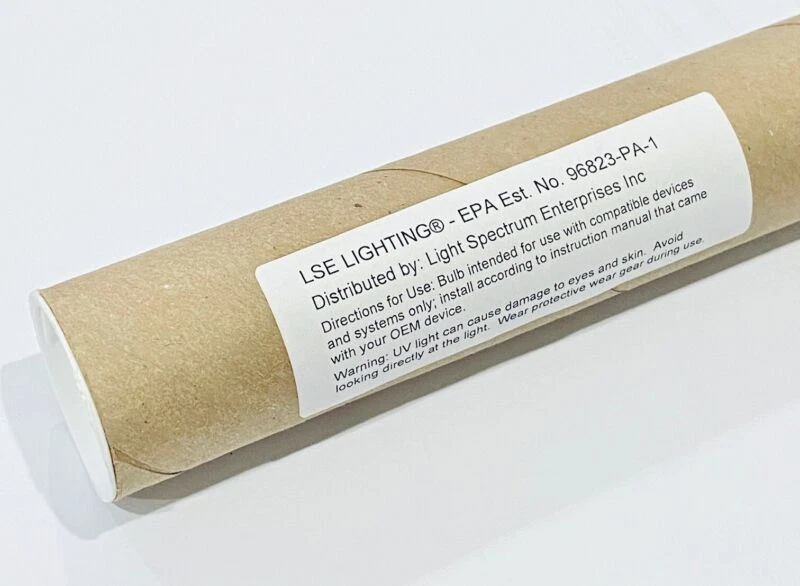 LSE LIGHTING® - EPA Est. No. 96823-PA-1
Distributed by: Light Spectrum Enterprises Inc
Directions for Use: Bulb intended for use with compatible devices
and systems only; install according to instruction manual that came
with your OEM device.
Warning: UV light can cause damage to eyes and skin. Avoid
looking directly at the light. Wear protective wear gear during use.